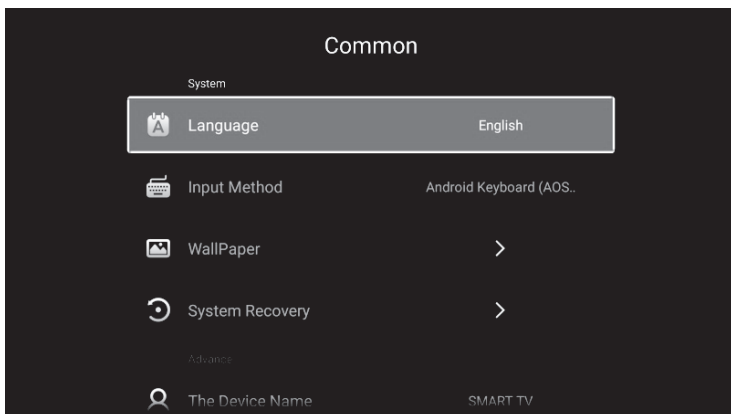 Common
System
Language English
Input Method Android Keyboard (AOS..
WallPaper
System Recovery
Advance
The Device Name SMART TV